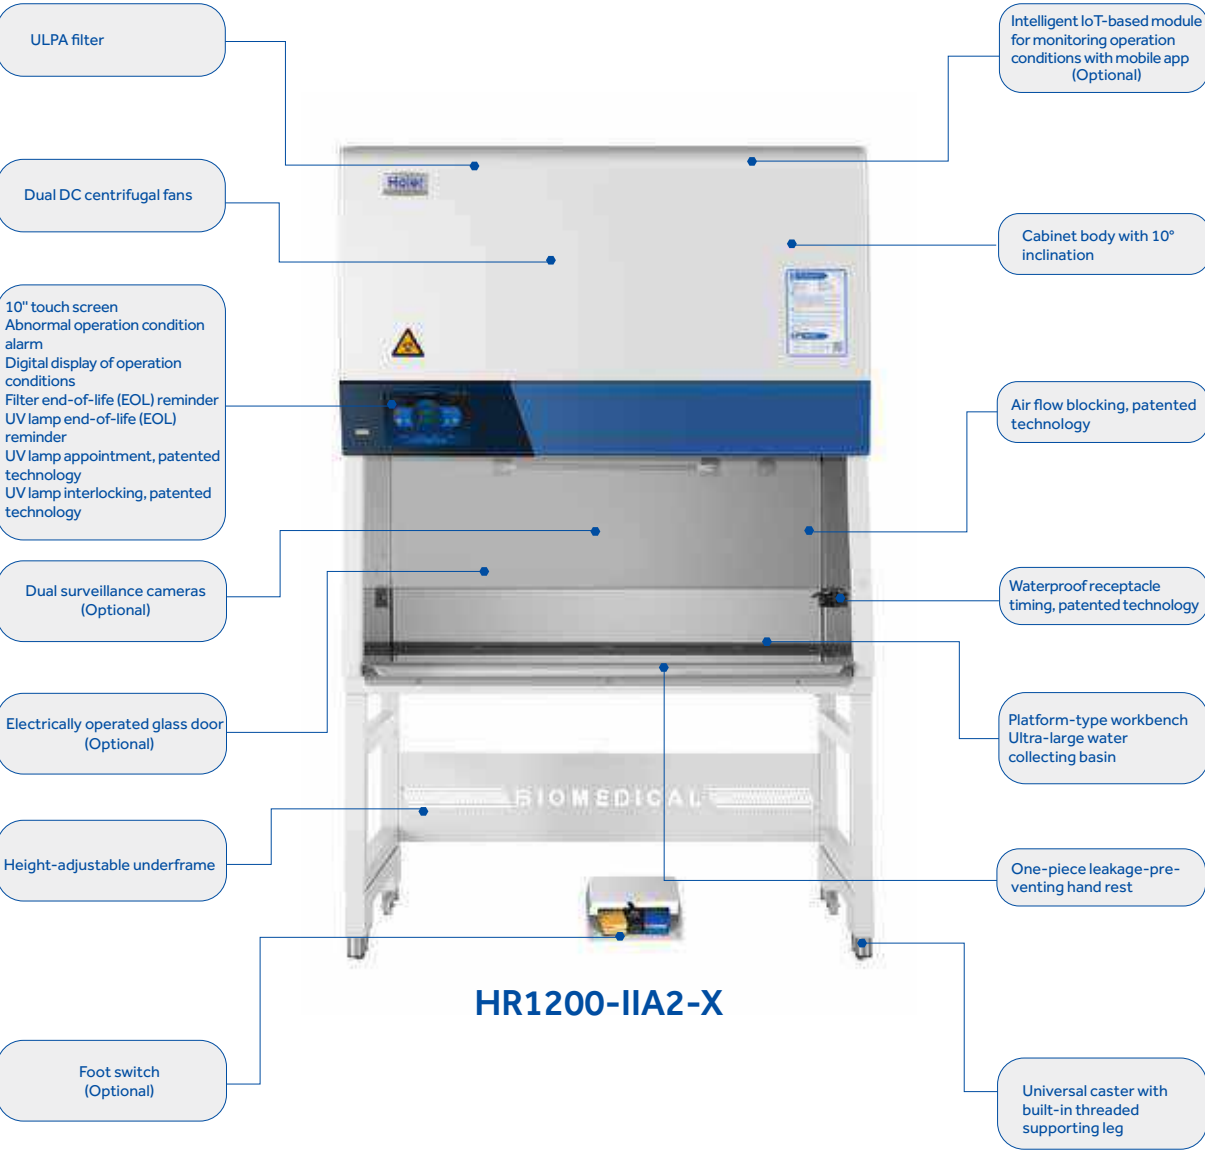 ULPA filter
Dual DC centrifugal fans
10" touch screen
Abnormal operation condition
alarm
Digital display of operation
conditions
Filter end-of-life (EOL) reminder
UV lamp end-of-life (EOL)
reminder
UV lamp appointment, patented
technology
UV lamp interlocking, patented
technology
Dual surveillance cameras
(Optional)
Electrically operated glass door
(Optional)
Height-adjustable underframe
Foot switch
(Optional)
Haier
BIOMEDICAL
HR1200-IIA2-X
Intelligent IoT-based module
for monitoring operation
conditions with mobile app
(Optional)
Cabinet body with 10°
inclination
Air flow blocking, patented
technology
Waterproof receptacle
timing, patented technology
Platform-type workbench
Ultra-large water
collecting basin
One-piece leakage-pre-
venting hand rest
Universal caster with
built-in threaded
supporting leg